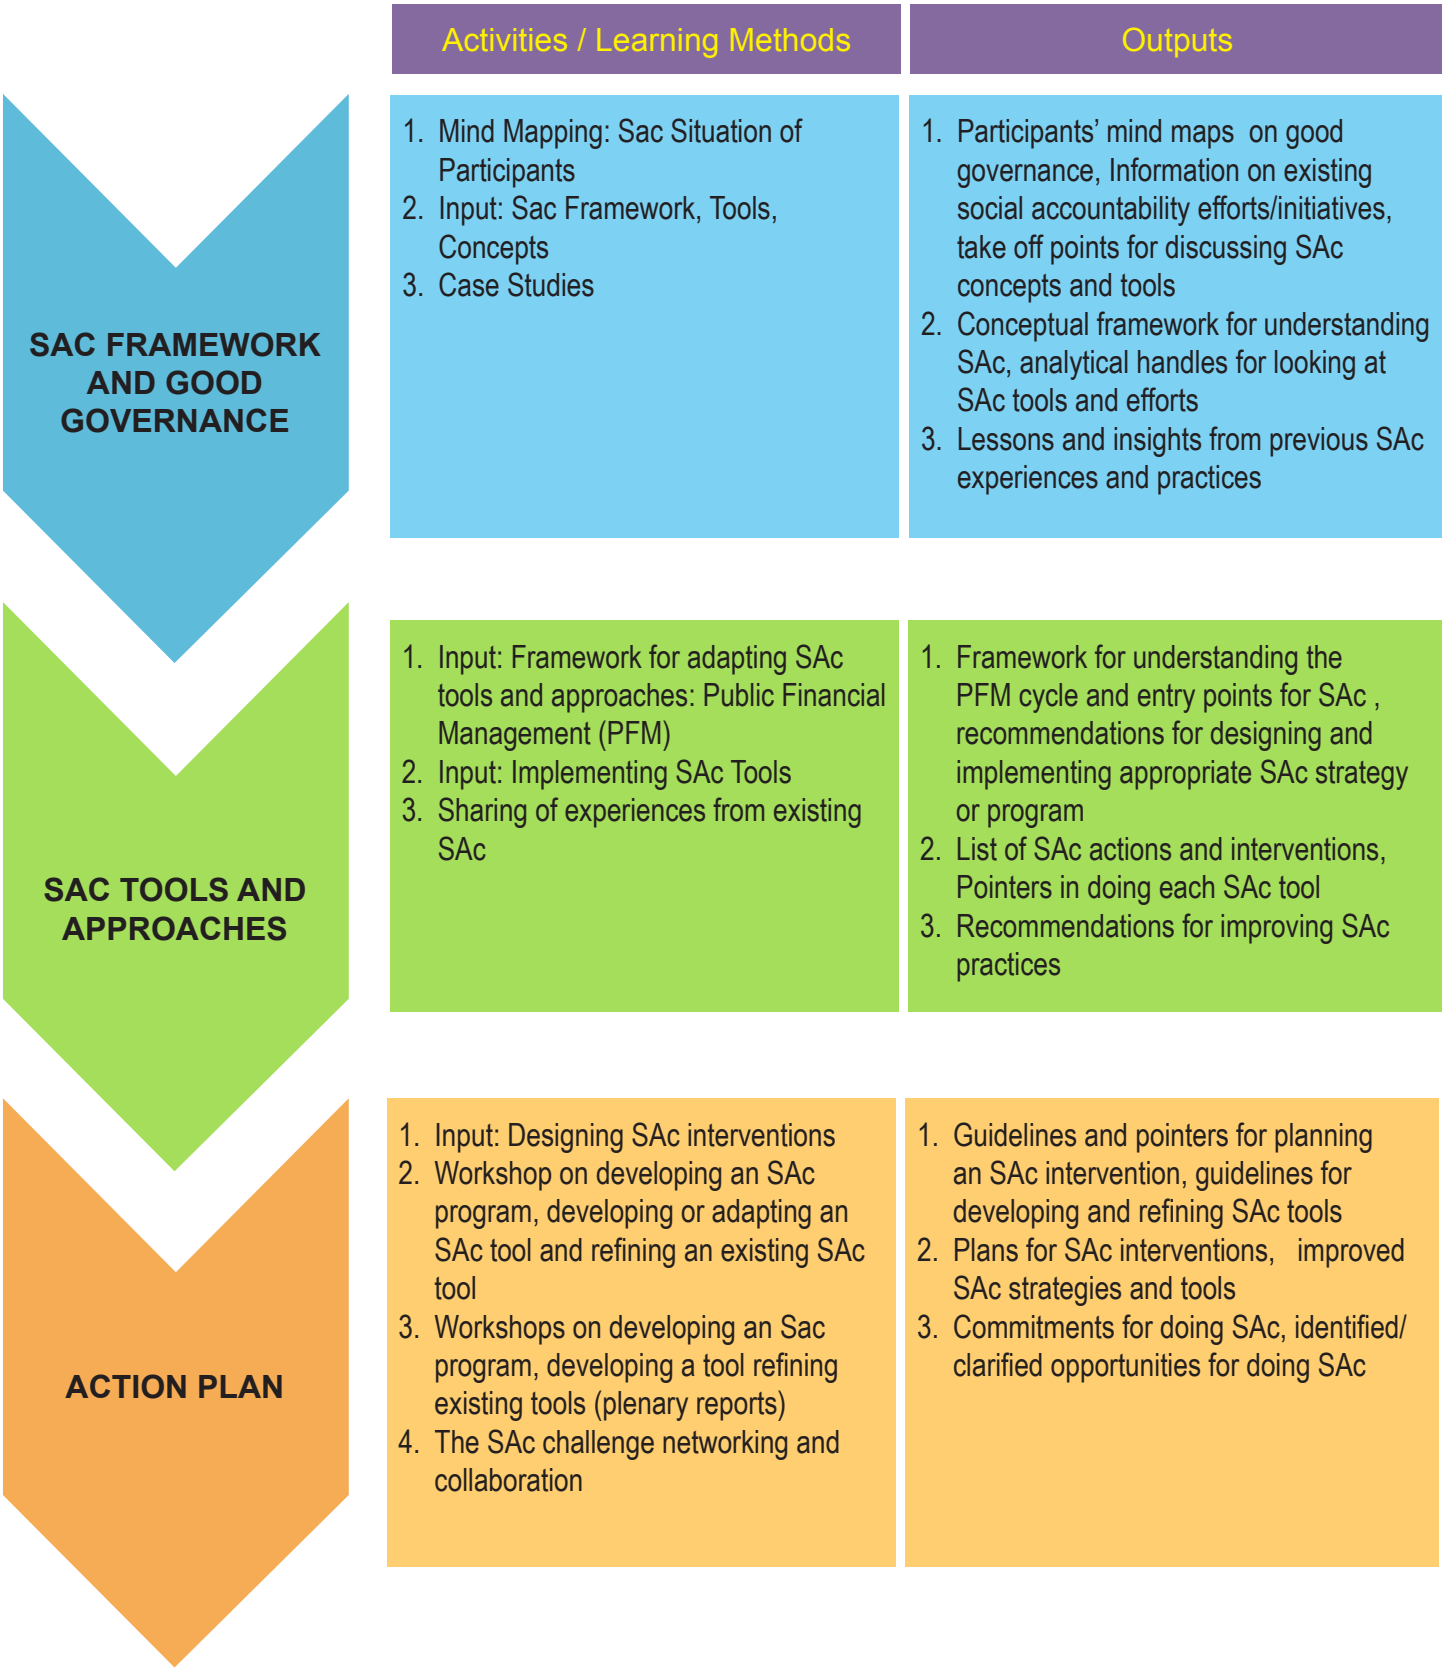 Activities / Learning Methods
Outputs
SAC FRAMEWORK
AND GOOD
GOVERNANCE
1. Mind Mapping: Sac Situation of
Participants
2. Input: Sac Framework, Tools,
Concepts
3. Case Studies
1. Participants’ mind maps on good
governance, Information on existing
social accountability efforts/initiatives,
take off points for discussing SAc
concepts and tools
2. Conceptual framework for understanding
SAc, analytical handles for looking at
SAc tools and efforts
3. Lessons and insights from previous SAc
experiences and practices
SAC TOOLS AND
APPROACHES
1. Input: Framework for adapting SAc
tools and approaches: Public Financial
Management (PFM)
2. Input: Implementing SAc Tools
3. Sharing of experiences from existing
SAc
1. Framework for understanding the
PFM cycle and entry points for SAc ,
recommendations for designing and
implementing appropriate SAc strategy
or program
2. List of SAc actions and interventions,
Pointers in doing each SAc tool
3. Recommendations for improving SAc
practices
ACTION PLAN
1. Input: Designing SAc interventions
2. Workshop on developing an SAc
program, developing or adapting an
SAc tool and refining an existing SAc
tool
3. Workshops on developing an Sac
program, developing a tool refining
existing tools (plenary reports)
4. The SAc challenge networking and
collaboration
1. Guidelines and pointers for planning
an SAc intervention, guidelines for
developing and refining SAc tools
2. Plans for SAc interventions, improved
SAc strategies and tools
3. Commitments for doing SAc, identified/
clarified opportunities for doing SAc